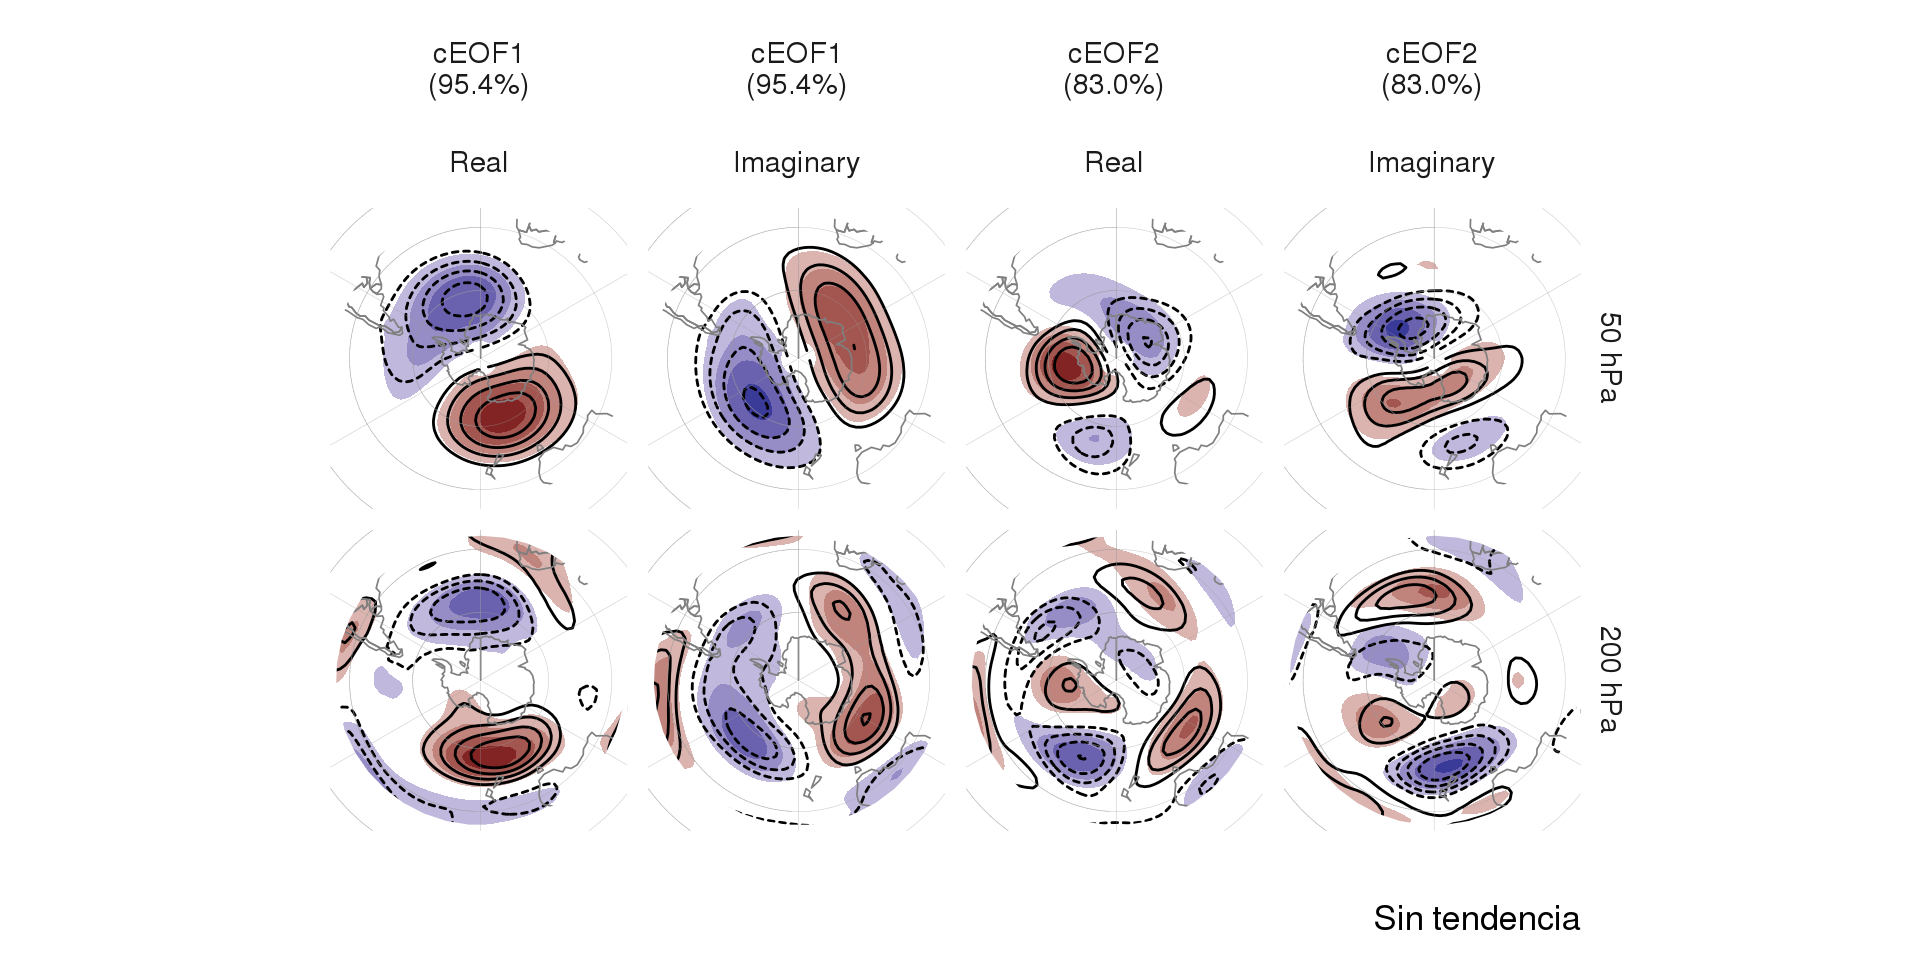 cEOF1 cEOF1 cEOF2 cEOF2
(95.4%) (95.4%) (83.0%) (83.0%)
Real Imaginary Real Imaginary
50 hPa
200 hPa
Sin tendencia